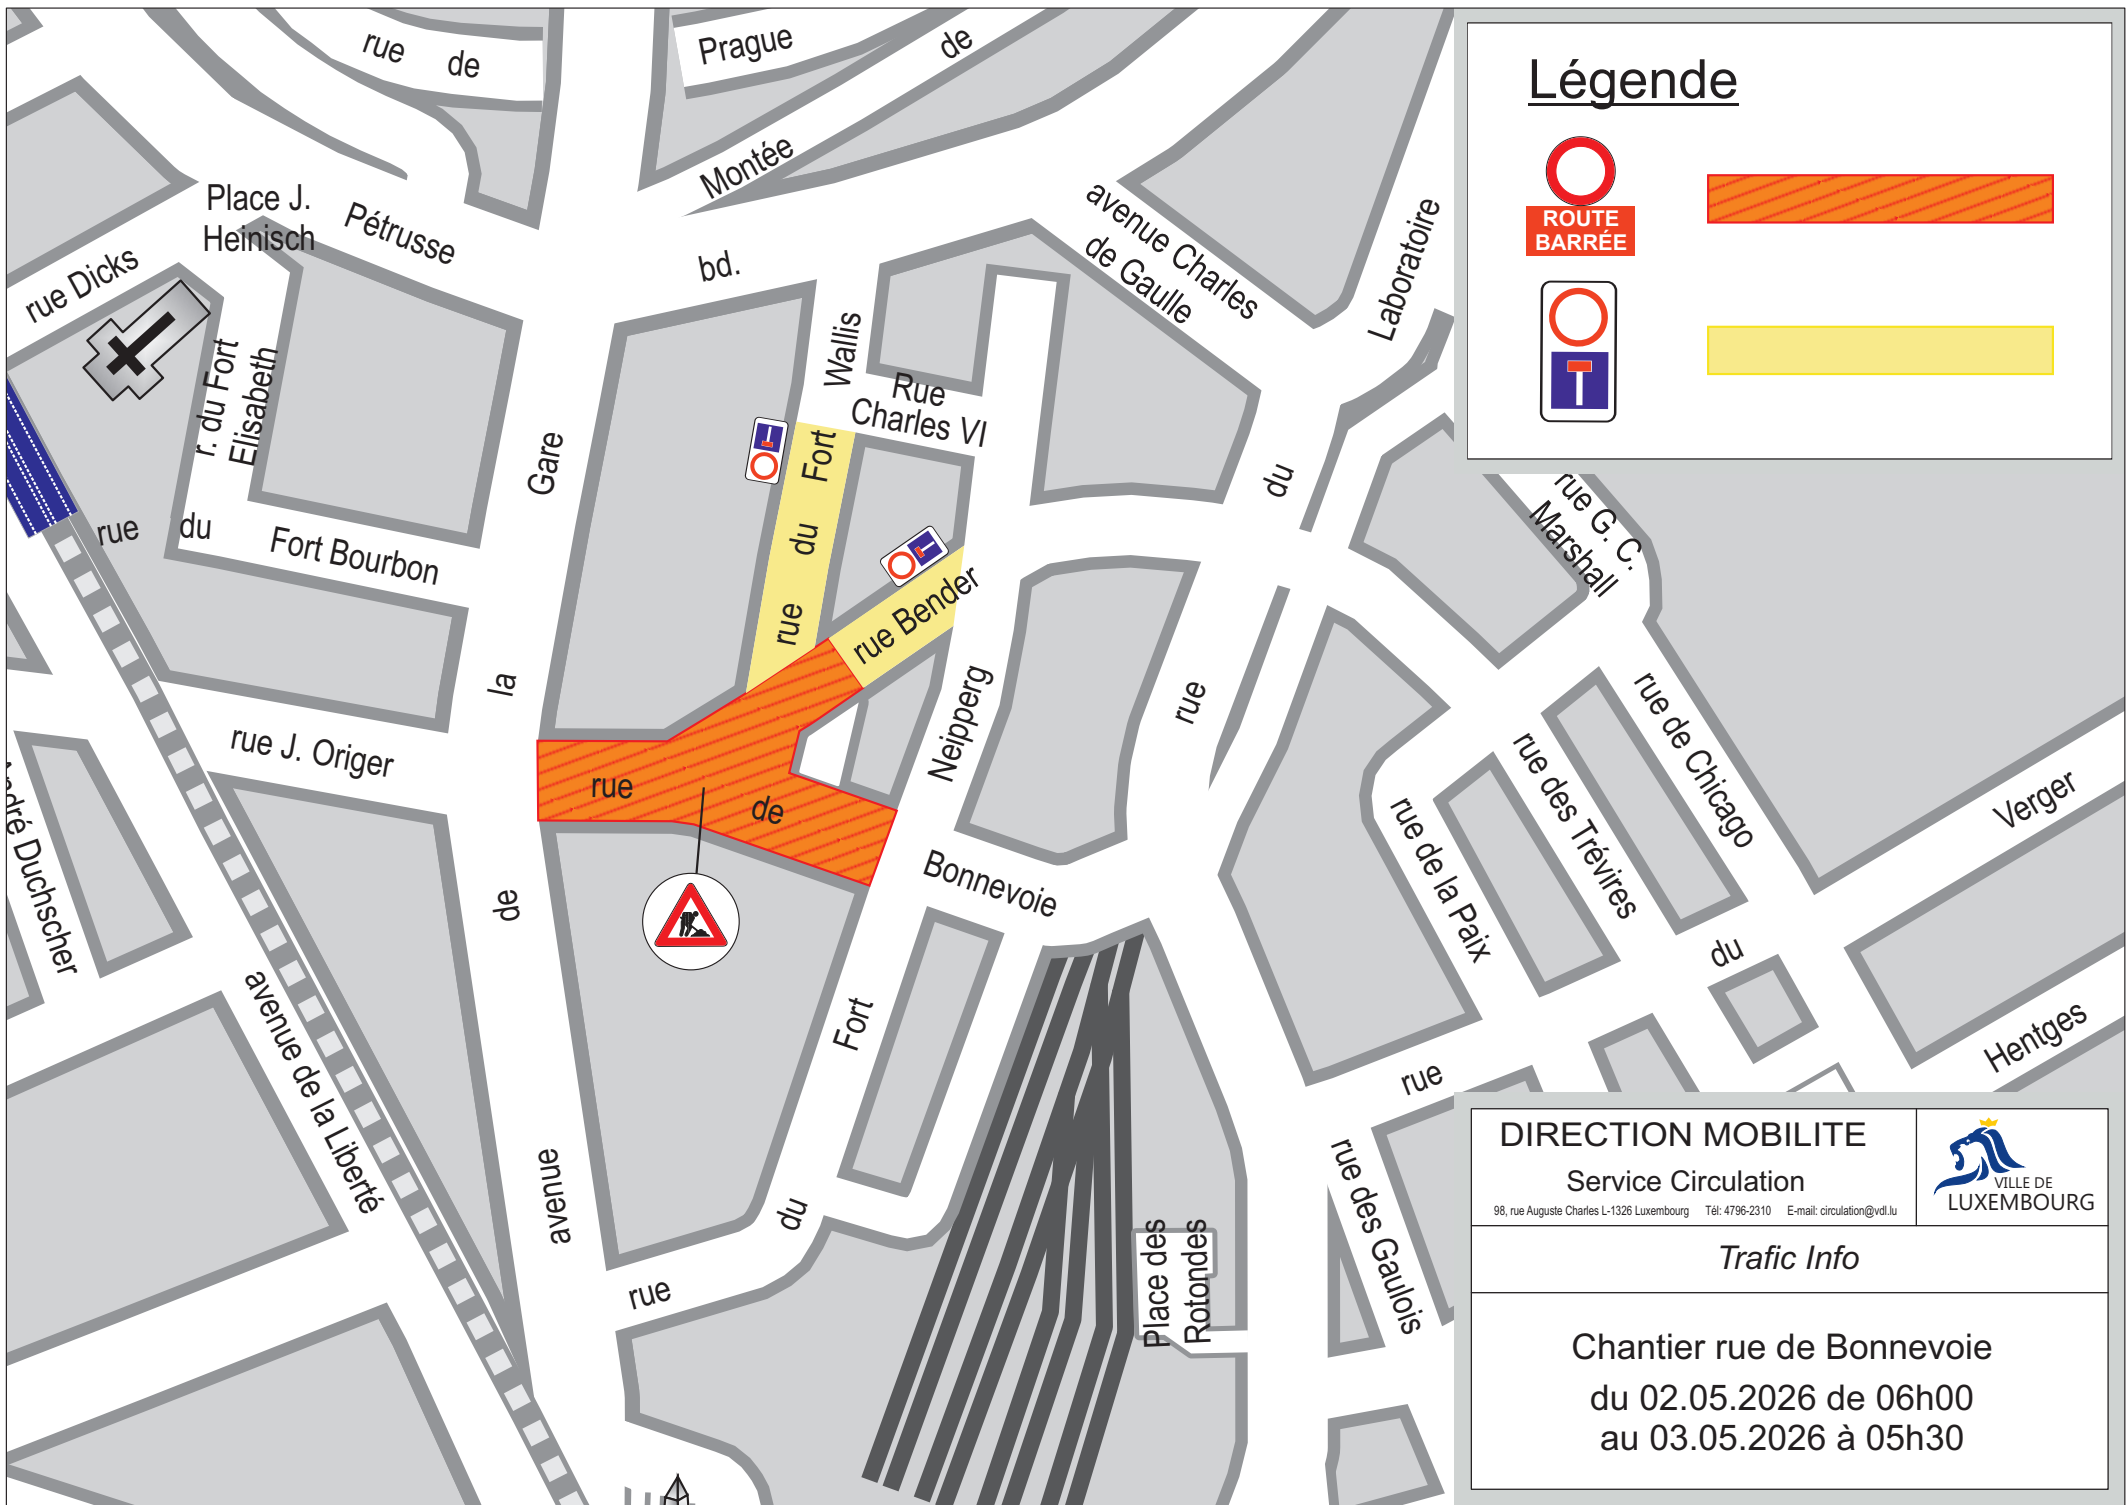 rue de
Prague
de
Montée
Place J.
Heinisch
Pétrusse
rue Dicks
bd.
avenue Charles
de Gaulle
Laboratoire
r. du Fort
Elisabeth
Wallis
Rue
Charles VI
Gare
Fort
du
rue
rue du Fort Bourbon
du
rue G. C.
Marshall
rue Bender
la
rue J. Origer
Neipperg
rue
rue de Chicago
rue des Trévires
rue de la Paix
Verger
rue
de
Bonnevoie
André Duchscher
de
du
avenue de la Liberté
Fort
Hentges
rue
avenue
du
rue
rue des Gaulois
Place des
Rotondes
Légende
ROUTE
BARRÉE
DIRECTION MOBILITE
Service Circulation
98, rue Auguste Charles L-1326 Luxembourg Tél: 4796-2310 E-mail: circulation@vdl.lu
VILLE DE
LUXEMBOURG
Trafic Info
Chantier rue de Bonnevoie
du 02.05.2026 de 06h00
au 03.05.2026 à 05h30